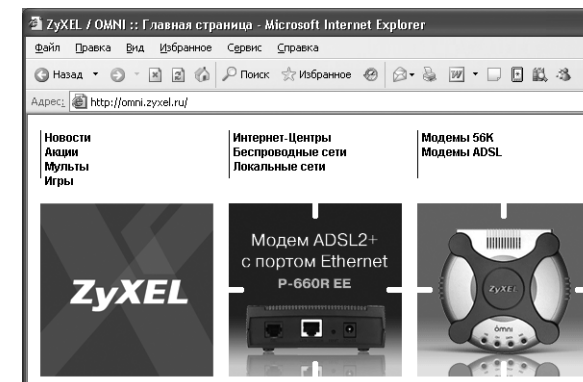 ZyXEL / OMNI :: Главная страница - Microsoft Internet Explorer
Файл Правка Вид Избранное Сервис Справка
Назад Поиск Избранное
Адрес: http://omni.zyxel.ru/
Новости
Акции
Мульты
Игры
Интернет-Центры
Беспроводные сети
Локальные сети
Модемы 56K
Модемы ADSL
ZyXEL
Модем ADSL2+
с портом Ethernet
P-660R EE
ZyXEL
omni